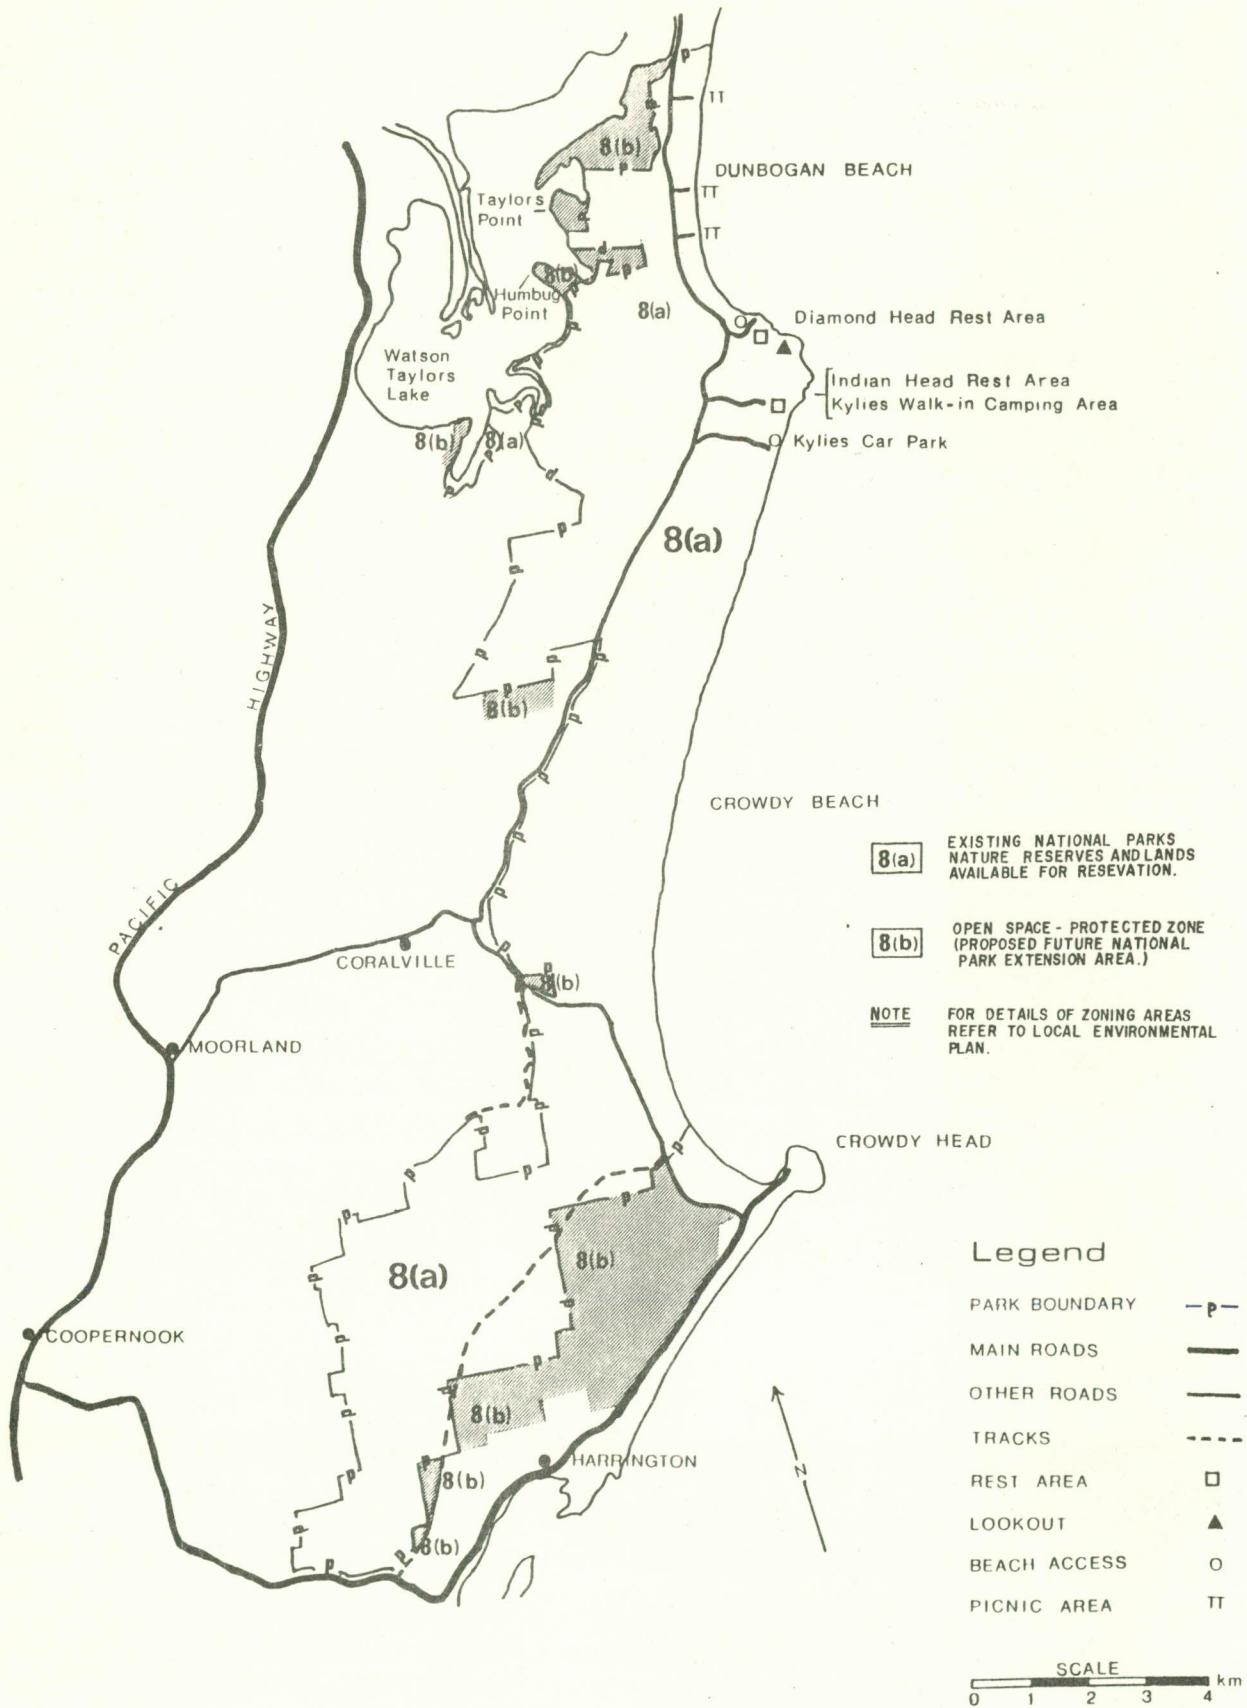 P
TT
8(b)
P
DUNBOGAN BEACH
TT
Taylors
Point
TT
8(b)
Humbug
Point
8(a)
Diamond Head Rest Area
Watson
Taylors
Lake
Indian Head Rest Area
Kylies Walk-in Camping Area
8(b)
8(a)
Kylies Car Park
8(a)
PACIFIC HIGHWAY
8(b)
CROWDY BEACH
8(a)
EXISTING NATIONAL PARKS
NATURE RESERVES AND LANDS
AVAILABLE FOR RESEVATION.
8(b)
OPEN SPACE - PROTECTED ZONE
(PROPOSED FUTURE NATIONAL
PARK EXTENSION AREA.)
CORALVILLE
8(b)
NOTE
FOR DETAILS OF ZONING AREAS
REFER TO LOCAL ENVIRONMENTAL
PLAN.
MOORLAND
CROWDY HEAD
8(b)
8(a)
COOPERNOOK
8(b)
HARRINGTON
8(b)
8(b)
N
Legend
PARK BOUNDARY -P-
MAIN ROADS
OTHER ROADS
TRACKS
REST AREA
LOOKOUT
BEACH ACCESS
PICNIC AREA TT
SCALE
0 1 2 3 4 km